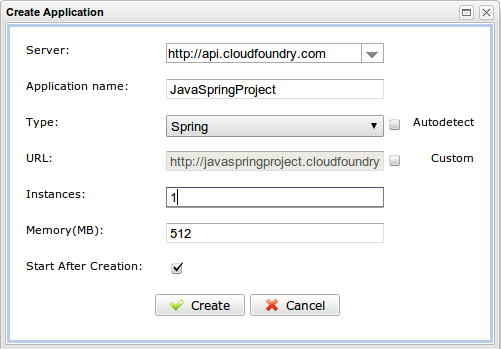 Create Application
Server: http://api.cloudfoundry.com
Application name: JavaSpringProject
Type: Spring Autodetect
URL: http://javaspringproject.cloudfoundry Custom
Instances: 1
Memory(MB): 512
Start After Creation:
Create Cancel